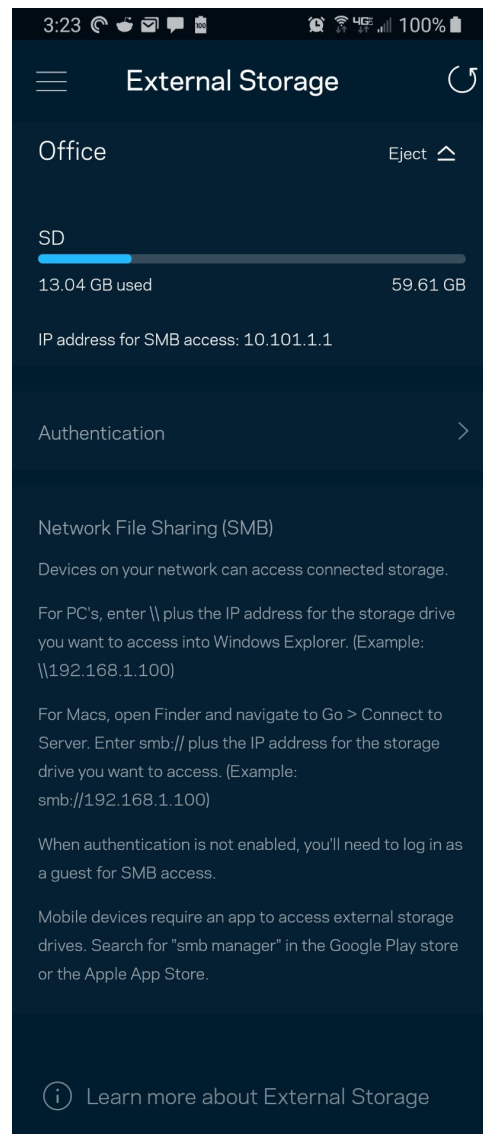 3:23 100 4GE 100%
External Storage
Office Eject
SD
13.04 GB used 59.61 GB
IP address for SMB access: 10.101.1.1
Authentication
Network File Sharing (SMB)
Devices on your network can access connected storage.
For PC's, enter \\ plus the IP address for the storage drive
you want to access into Windows Explorer. (Example:
\\192.168.1.100)
For Macs, open Finder and navigate to Go > Connect to
Server. Enter smb:// plus the IP address for the storage
drive you want to access. (Example:
smb://192.168.1.100)
When authentication is not enabled, you'll need to log in as
a guest for SMB access.
Mobile devices require an app to access external storage
drives. Search for "smb manager" in the Google Play store
or the Apple App Store.
Learn more about External Storage